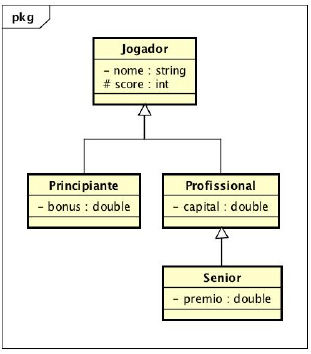 pkg
Jogador
- nome : string
# score : int
Principiante
- bonus : double
Profissional
- capital : double
Senior
- premio : double